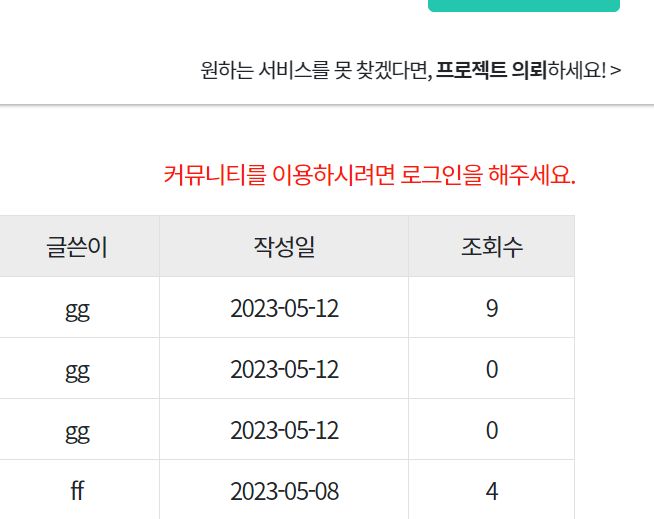 원하는 서비스를 못 찾겠다면, 프로젝트 의뢰하세요! >
커뮤니티를 이용하시려면 로그인을 해주세요.
글쓴이 작성일 조회수
gg 2023-05-12 9
gg 2023-05-12 0
gg 2023-05-12 0
ff 2023-05-08 4